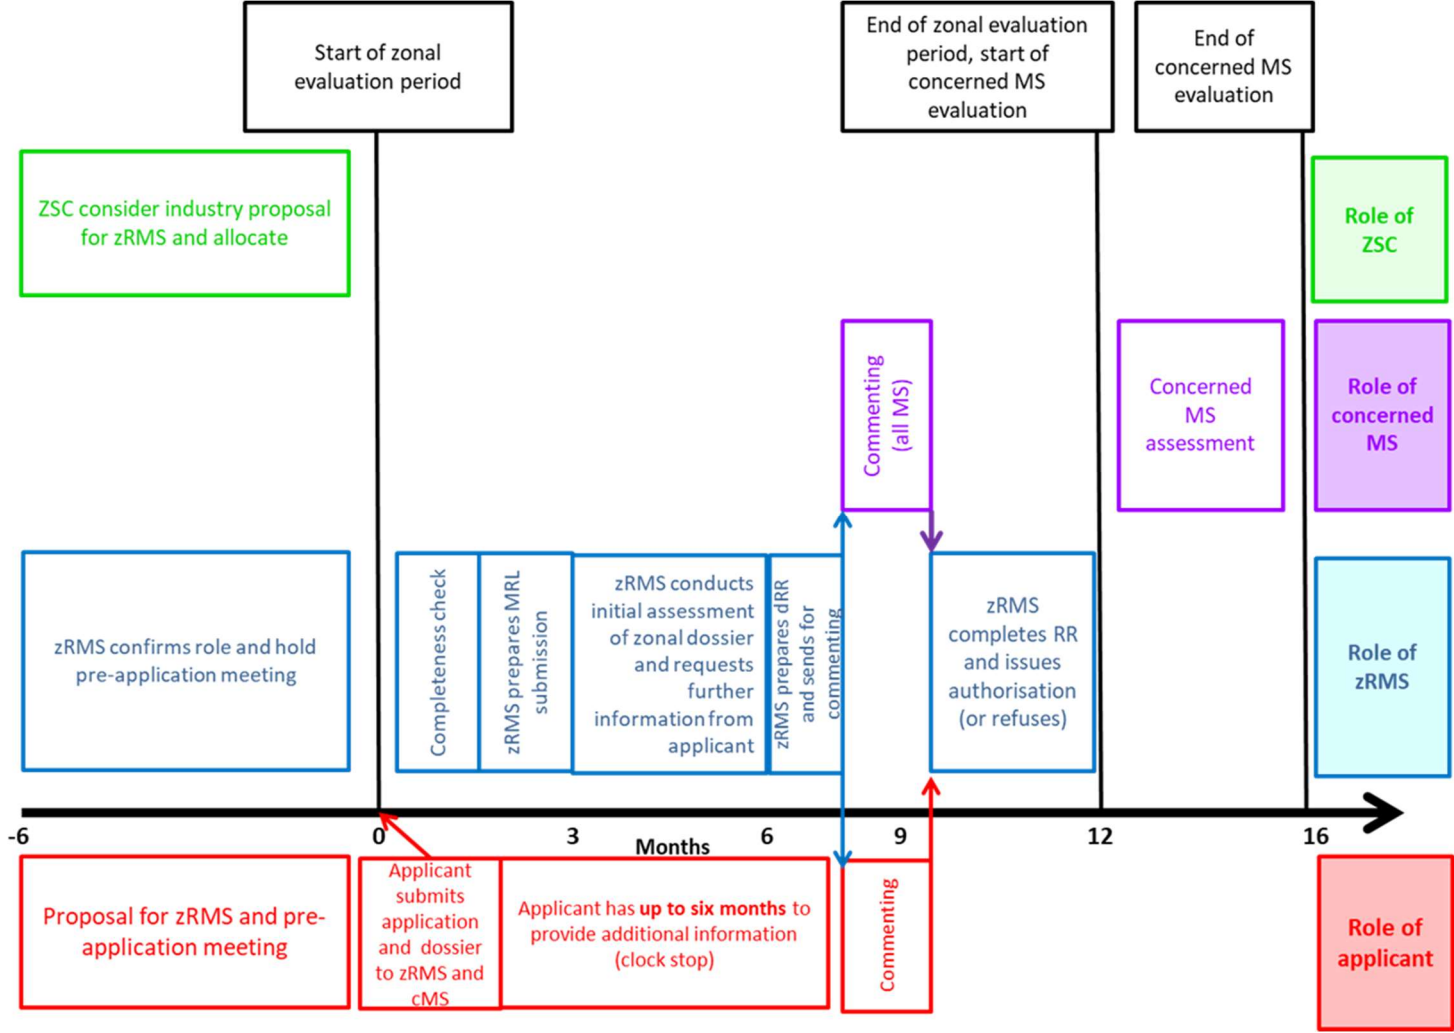 Start of zonal
evaluation period
End of zonal evaluation
period, start of
concerned MS
evaluation
End of
concerned MS
evaluation
ZSC consider industry proposal
for zRMS and allocate
Role of
ZSC
Commenting
(all MS)
Concerned
MS
assessment
Role of
concerned
MS
zRMS confirms role and hold
pre-application meeting
Completeness check
zRMS prepares MRL
submission
zRMS conducts
initial assessment
of zonal dossier
and requests
further
information from
applicant
zRMS prepares dRR
and sends for
commenting
zRMS
completes RR
and issues
authorisation
(or refuses)
Role of
zRMS
-6 0 3 6 9 12 16
Months
Proposal for zRMS and pre-
application meeting
Applicant
submits
application
and dossier
to zRMS and
cMS
Applicant has up to six months to
provide additional information
(clock stop)
Commenting
Role of
applicant